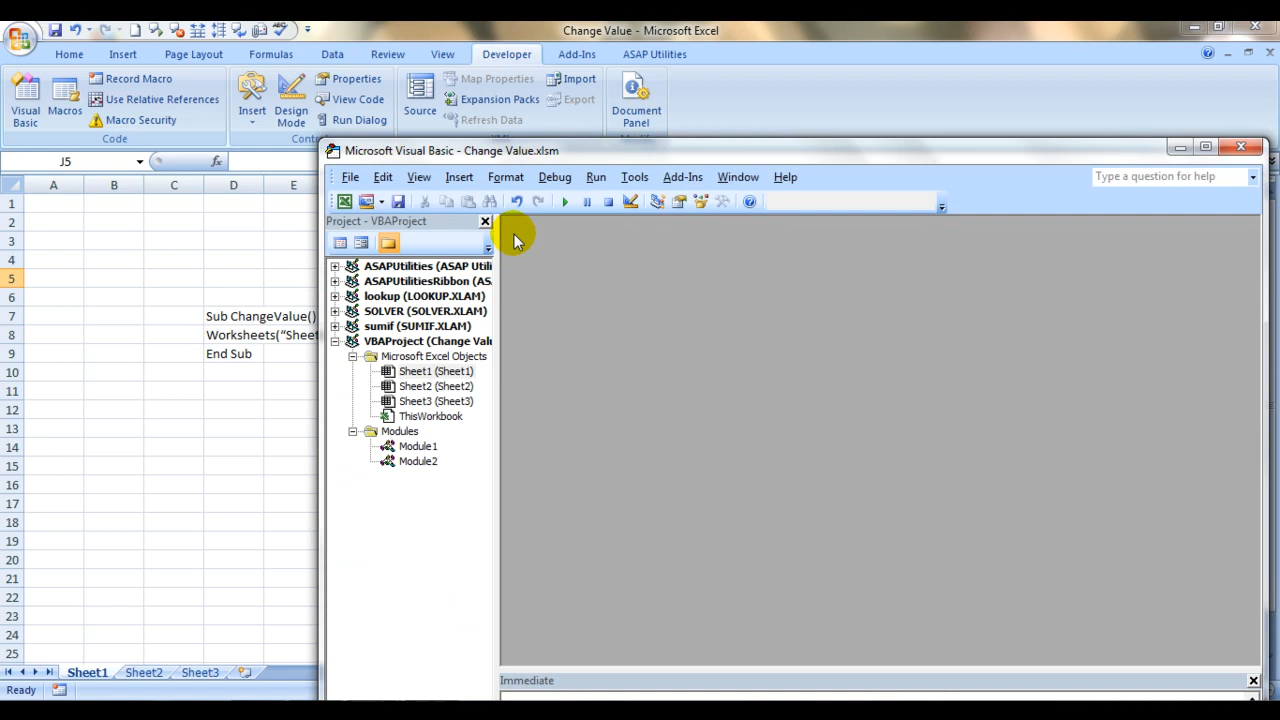 Change Value - Microsoft Excel
Home Insert Page Layout Formulas Data Review View Developer Add-Ins ASAP Utilities
Visual Basic
Macros
Record Macro
Use Relative References
Macro Security
Code
Insert
Design Mode
Properties
View Code
Run Dialog
Contr
Source
Map Properties
Expansion Packs
Refresh Data
Import
Export
Document Panel
J5
fx
A B C D E
1
2
3
4
5
6
7 Sub ChangeValue()
8 Worksheets(“Sheet
9 End Sub
10
11
12
13
14
15
16
17
18
19
20
21
22
23
24
25
Sheet1 Sheet2 Sheet3
Ready
Microsoft Visual Basic - Change Value.xlsm
File Edit View Insert Format Debug Run Tools Add-Ins Window Help
Type a question for help
Project - VBAProject
ASAPUtilities (ASAP Utili
ASAPUtilitiesRibbon (AS
lookup (LOOKUP.XLAM)
SOLVER (SOLVER.XLAM)
sumif (SUMIF.XLAM)
VBAProject (Change Valu
Microsoft Excel Objects
Sheet1 (Sheet1)
Sheet2 (Sheet2)
Sheet3 (Sheet3)
ThisWorkbook
Modules
Module1
Module2
Immediate